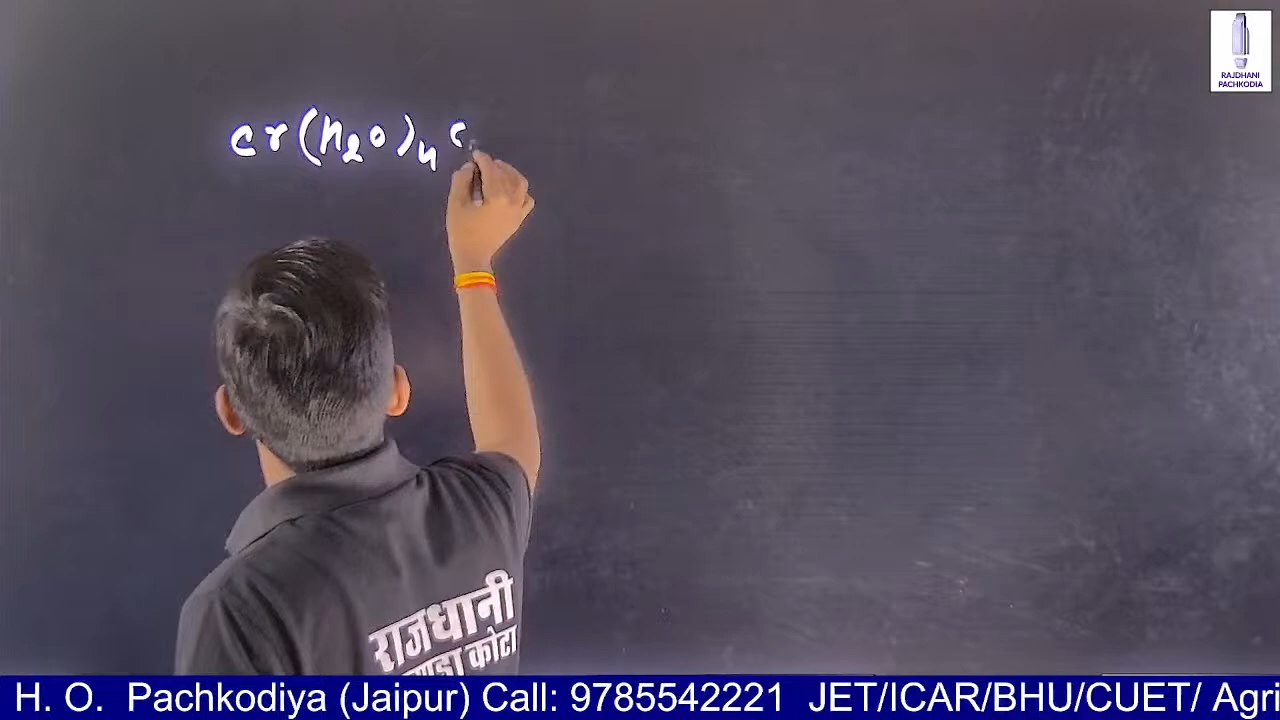 Cr(H2O)4 C
RAJDHANI
PACHKODIA
राजधानी
कोटा
H. O. Pachkodiya (Jaipur) Call: 9785542221 JET/ICAR/BHU/CUET/ Agri